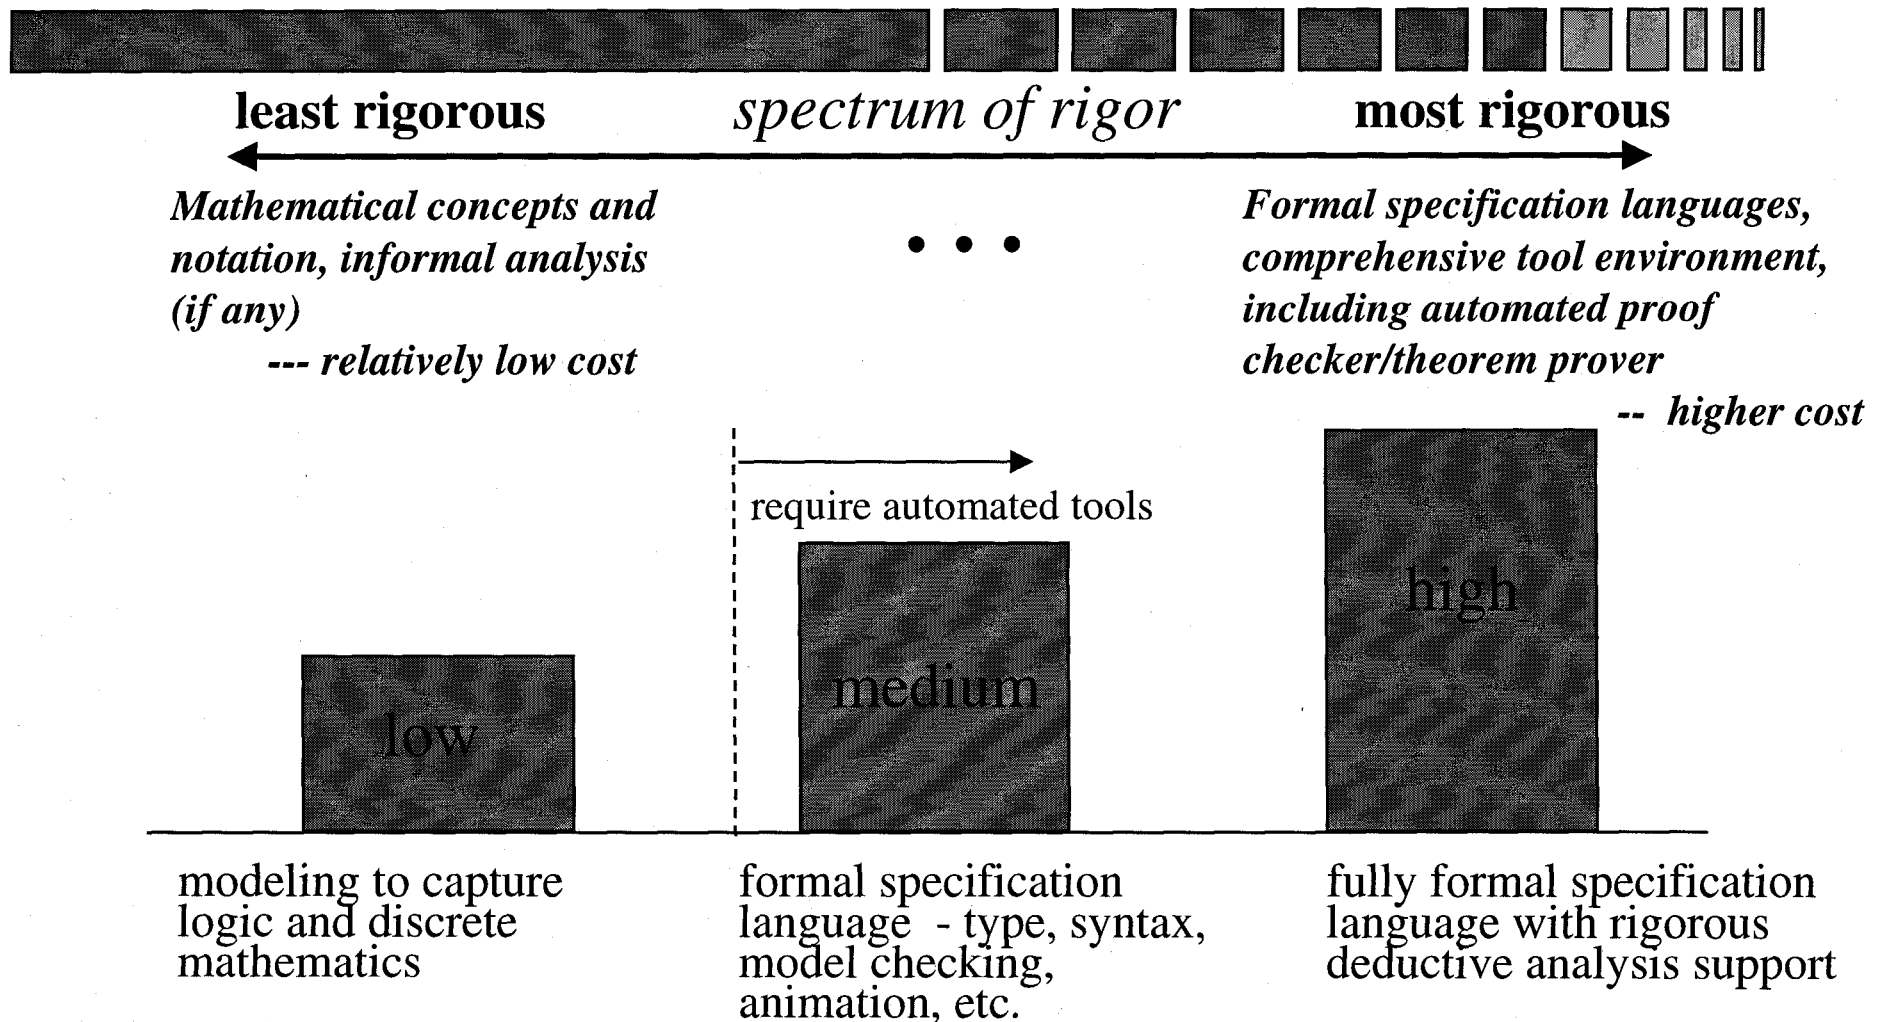 least rigorous spectrum of rigor most rigorous
Mathematical concepts and
notation, informal analysis
(if any)
--- relatively low cost
• • •
Formal specification languages,
comprehensive tool environment,
including automated proof
checker/theorem prover
-- higher cost
require automated tools
low
medium
high
modeling to capture
logic and discrete
mathematics
formal specification
language - type, syntax,
model checking,
animation, etc.
fully formal specification
language with rigorous
deductive analysis support